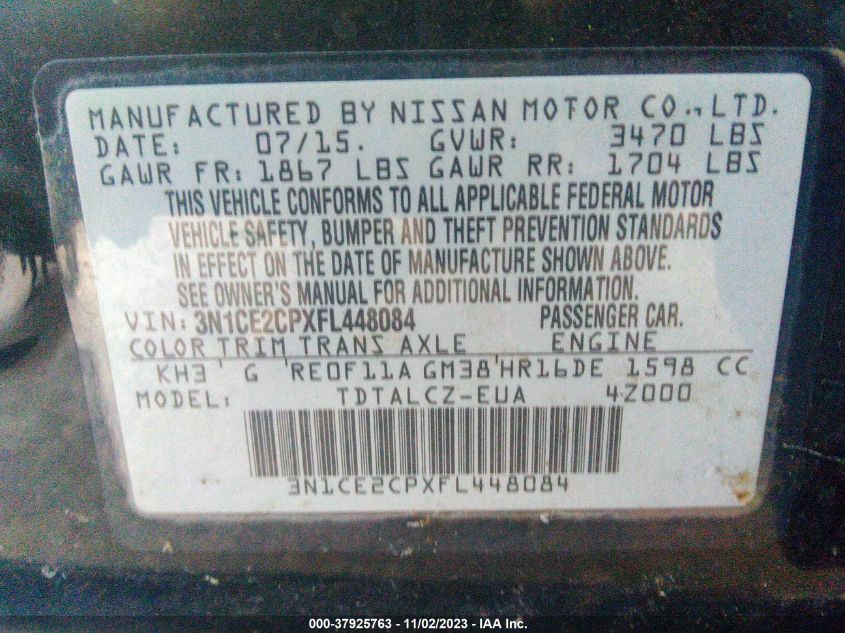 MANUFACTURED BY NISSAN MOTOR CO., LTD.
DATE: 07/15. GVWR: 3470 LBS
GAWR FR: 1867 LBS GAWR RR: 1704 LBS
THIS VEHICLE CONFORMS TO ALL APPLICABLE FEDERAL MOTOR
VEHICLE SAFETY, BUMPER AND THEFT PREVENTION STANDARDS
IN EFFECT ON THE DATE OF MANUFACTURE SHOWN ABOVE.
SEE OWNER'S MANUAL FOR ADDITIONAL INFORMATION.
VIN: 3N1CE2CPXFL448084 PASSENGER CAR.
COLOR TRIM TRANS AXLE ENGINE
KH3 G RE0F11A GM38 HR16DE 1598 CC
MODEL: TDTALCZ-EUA 4Z000
3N1CE2CPXFL448084
000-37925763 - 11/02/2023 - IAA Inc.